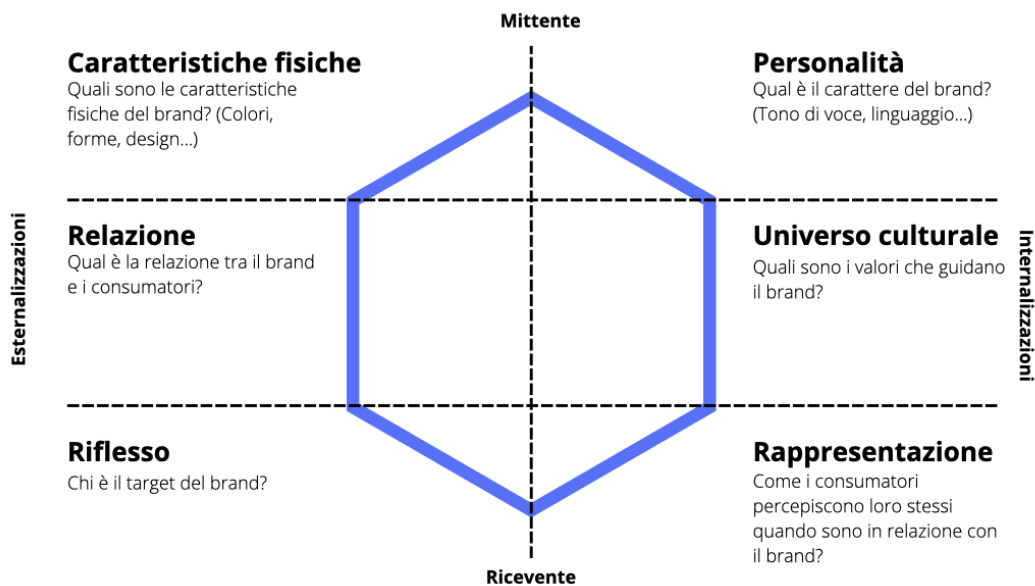 Mittente
Caratteristiche fisiche
Quali sono le caratteristiche
fisiche del brand? (Colori,
forme, design...)
Personalità
Qual è il carattere del brand?
(Tono di voce, linguaggio...)
Esternalizzazioni
Relazione
Qual è la relazione tra il brand
e i consumatori?
Universo culturale
Quali sono i valori che guidano
il brand?
Internalizzazioni
Riflesso
Chi è il target del brand?
Rappresentazione
Come i consumatori
percepiscono loro stessi
quando sono in relazione con
il brand?
Ricevente